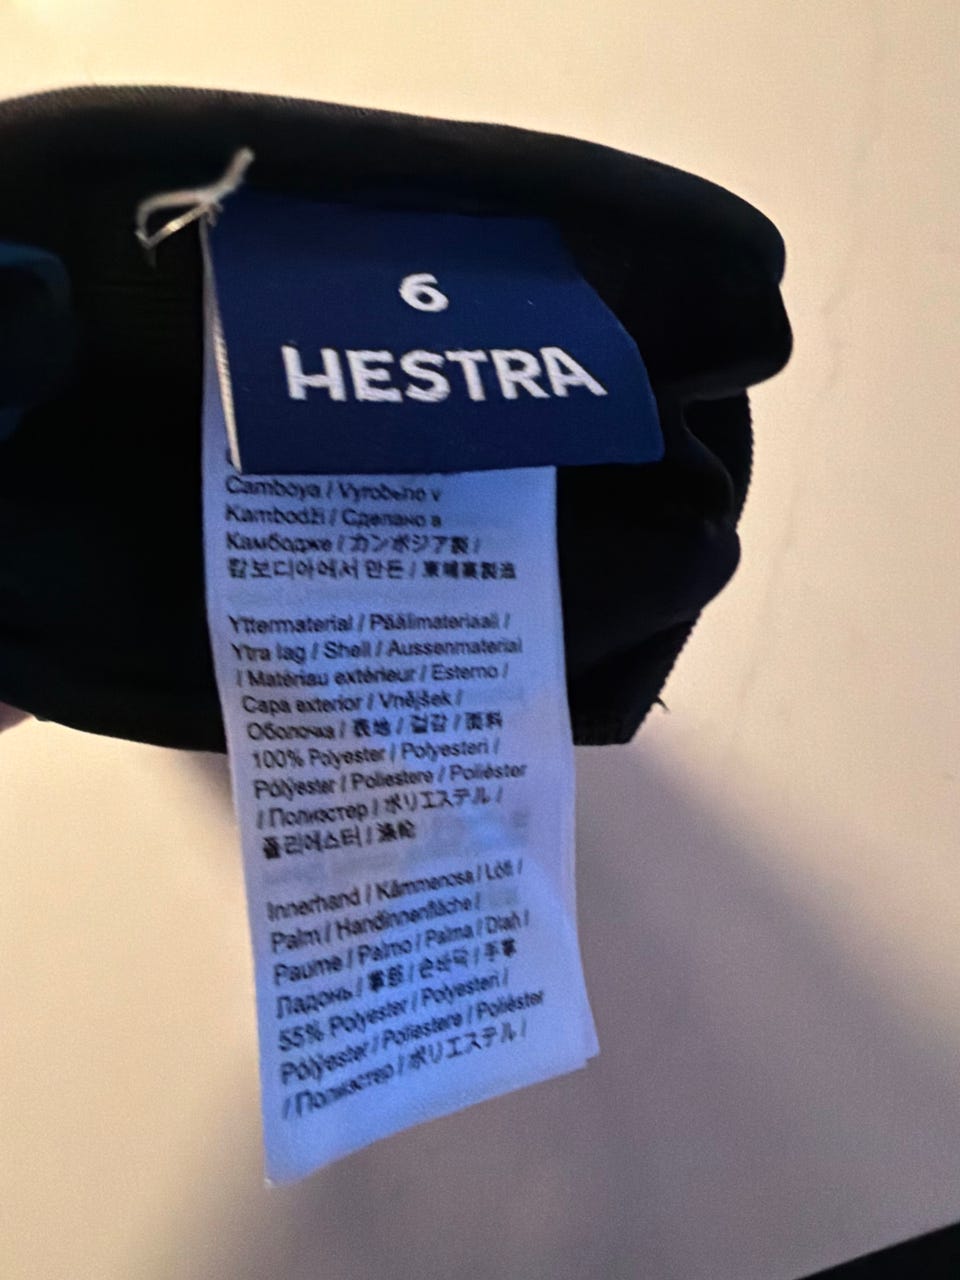 6
HESTRA
Camboya / Vyrobeno v
Kambodži / Сделано в
Камбодже / カンボジア製 /
캄보디아에서 만든 / 東埔寨製造
Yttermaterial / Päälimateriaali /
Ytra lag / Shell / Aussenmaterial
/ Matériau extérieur / Esterno /
Capa exterior / Vnějšek /
Оболочка / 表地 / 겉감 / 面料
100% Polyester / Polyesteri /
Pólýester / Poliestere / Poliéster
/ Полиэстер / ポリエステル /
폴리에스터 / 涤纶
Innerhand / Kämmenosa / Lófi /
Palm / Handinnenfläche /
Paume / Palmo / Palma / Dlaň /
Падонь / 掌部 / 손바닥 / 手掌
55% Polyester / Polyesteri /
Pólýester / Poliestere / Poliéster
/ Полиэстер / ポリエステル /